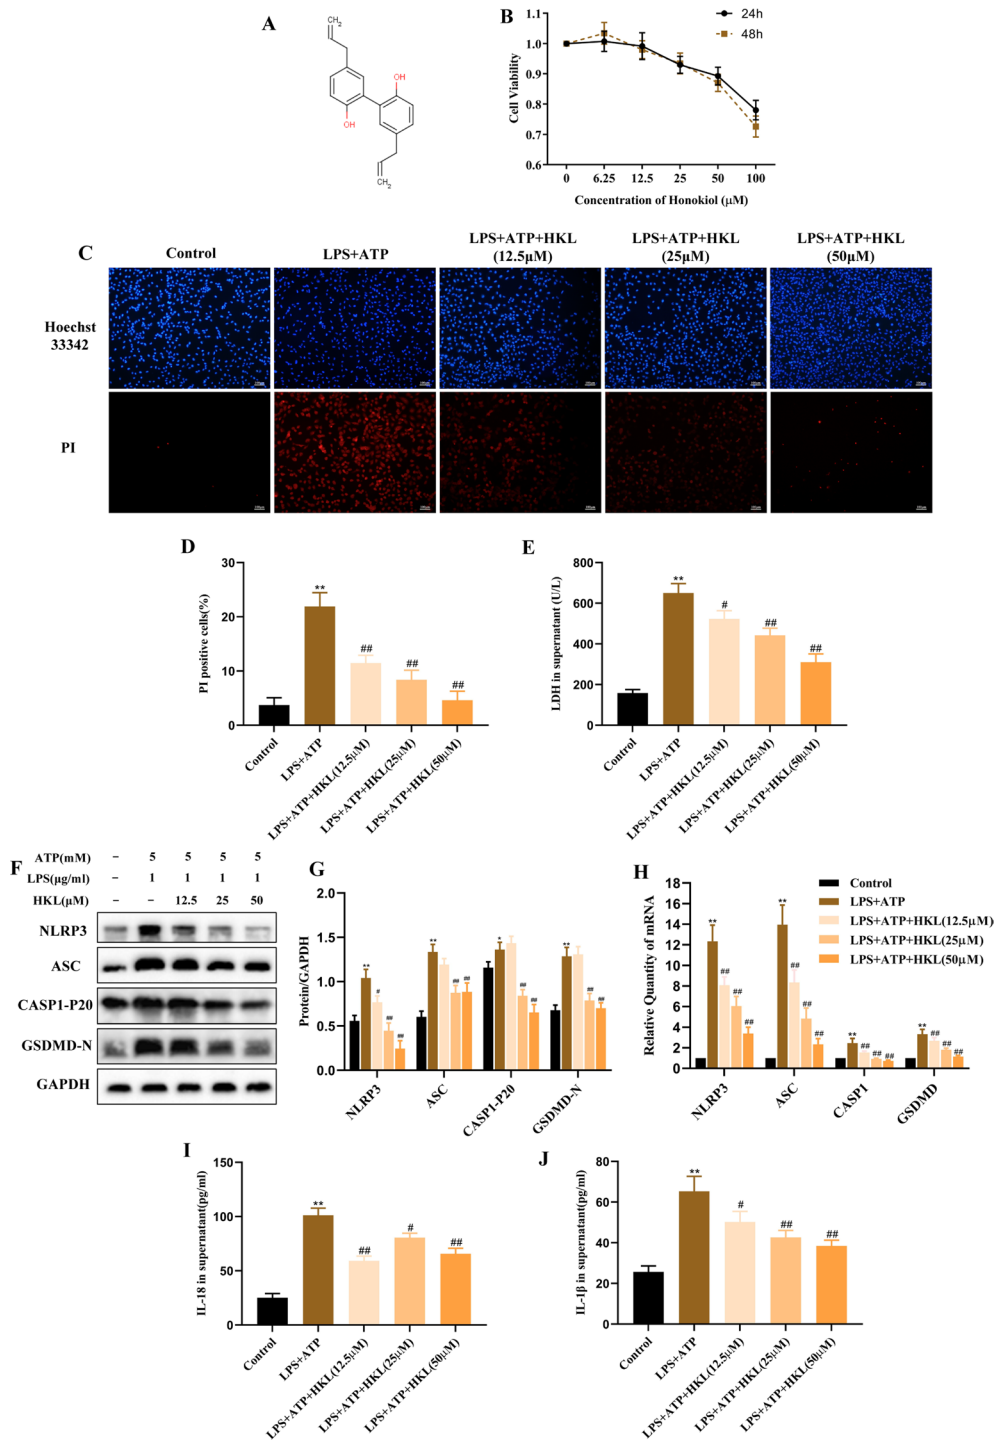 A
CH2
OH
OH
CH2
B
24h
48h
Cell Viability
1.1
1.0
0.9
0.8
0.7
0.6
0 6.25 12.5 25 50 100
Concentration of Honokiol (μM)
C
Control
LPS+ATP
LPS+ATP+HKL
(12.5μM)
LPS+ATP+HKL
(25μM)
LPS+ATP+HKL
(50μM)
Hoechst
33342
PI
D
PI positive cells(%)
30
20
10
0
**
##
##
##
Control
LPS+ATP
LPS+ATP+HKL(12.5μM)
LPS+ATP+HKL(25μM)
LPS+ATP+HKL(50μM)
E
LDH in supernatant (U/L)
800
600
400
200
0
**
#
##
##
Control
LPS+ATP
LPS+ATP+HKL(12.5μM)
LPS+ATP+HKL(25μM)
LPS+ATP+HKL(50μM)
F
ATP(mM) – 5 5 5 5
LPS(μg/ml) – 1 1 1 1
HKL(μM) – – 12.5 25 50
NLRP3
ASC
CASP1-P20
GSDMD-N
GAPDH
G
Protein/GAPDH
2.0
1.5
1.0
0.5
0.0
** # ## ##
** ## ##
* ## ##
** ## ##
NLRP3
ASC
CASP1-P20
GSDMD-N
H
Relative Quantity of mRNA
18
16
14
12
10
8
6
4
2
0
** ## ## ##
** ## ## ##
** ## ## ##
** ## ## ##
NLRP3
ASC
CASP1
GSDMD
Control
LPS+ATP
LPS+ATP+HKL(12.5μM)
LPS+ATP+HKL(25μM)
LPS+ATP+HKL(50μM)
I
IL-18 in supernatant(pg/ml)
150
100
50
0
**
##
#
##
Control
LPS+ATP
LPS+ATP+HKL(12.5μM)
LPS+ATP+HKL(25μM)
LPS+ATP+HKL(50μM)
J
IL-1β in supernatant(pg/ml)
80
60
40
20
0
**
#
##
##
Control
LPS+ATP
LPS+ATP+HKL(12.5μM)
LPS+ATP+HKL(25μM)
LPS+ATP+HKL(50μM)